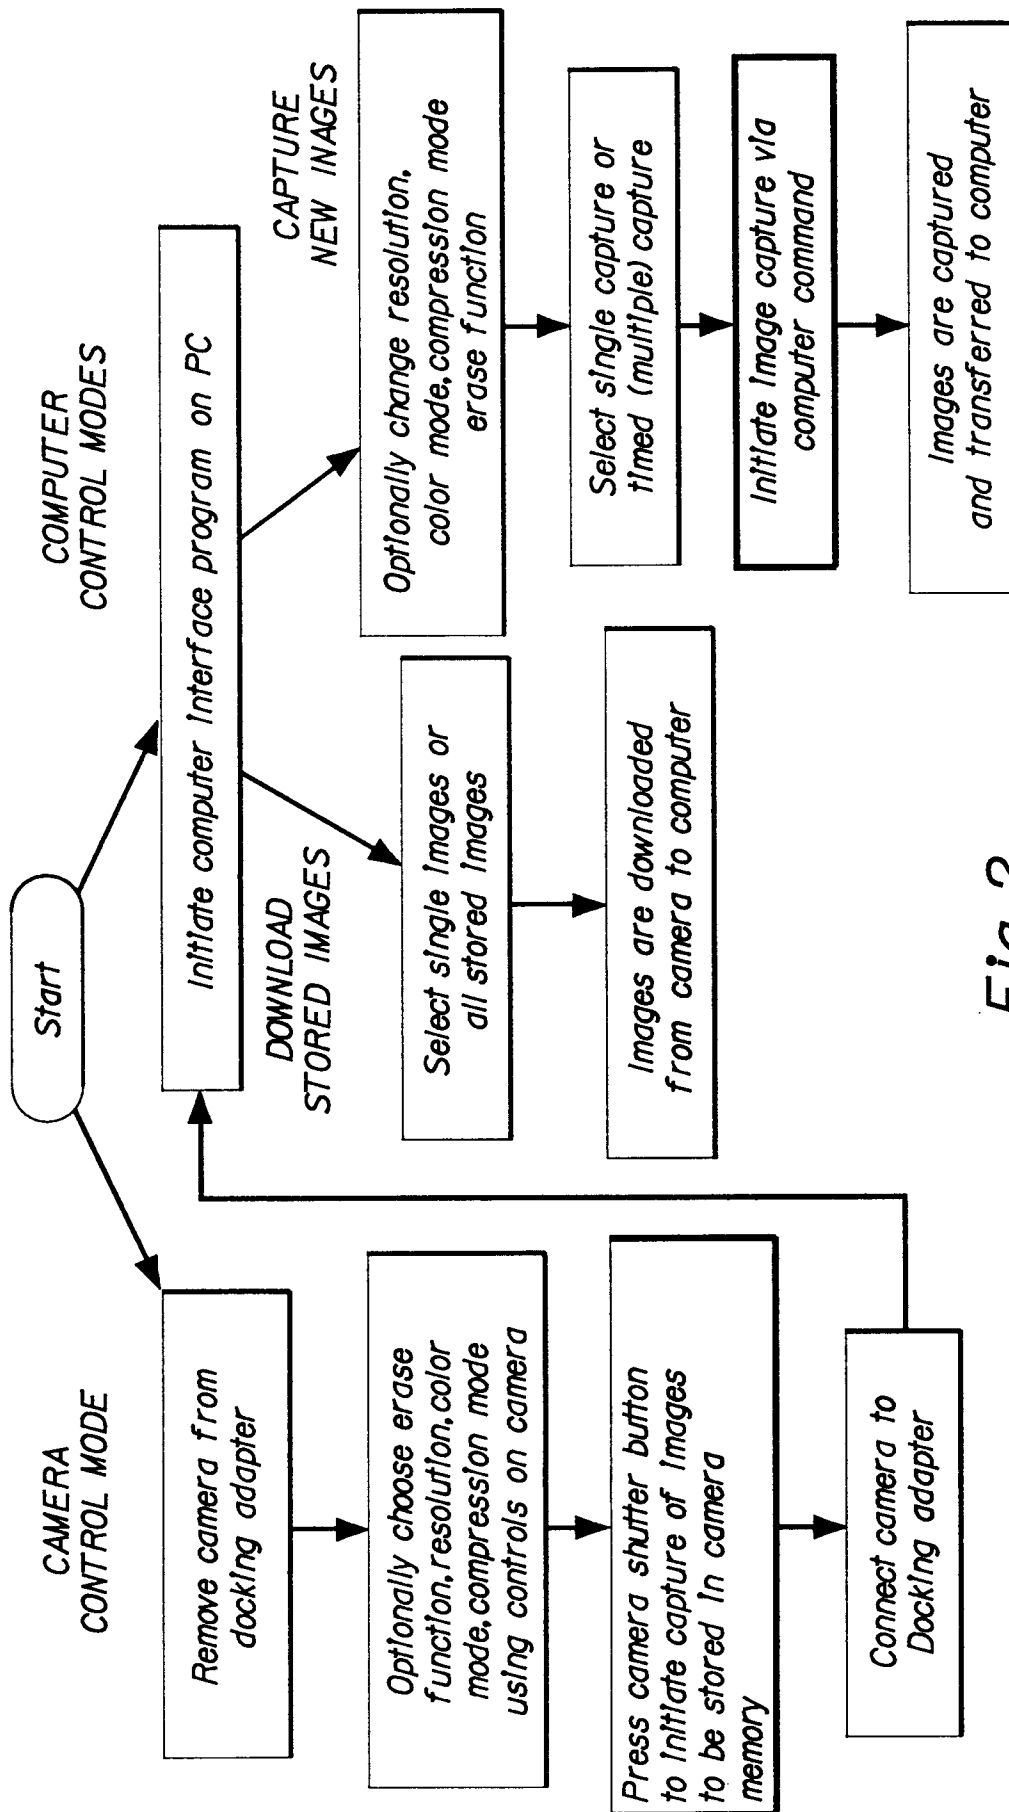 Start
CAMERA
CONTROL MODE
COMPUTER
CONTROL MODES
Remove camera from
docking adapter
Optionally choose erase
function,resolution,color
mode,compression mode
using controls on camera
Press camera shutter button
to initiate capture of images
to be stored in camera
memory
Connect camera to
Docking adapter
Initiate computer interface program on PC
DOWNLOAD
STORED IMAGES
Select single images or
all stored images
Images are downloaded
from camera to computer
CAPTURE
NEW INAGES
Optionally change resolution,
color mode,compression mode
erase function
Select single capture or
timed (multiple) capture
Initiate image capture via
computer command
Images are captured
and transferred to computer